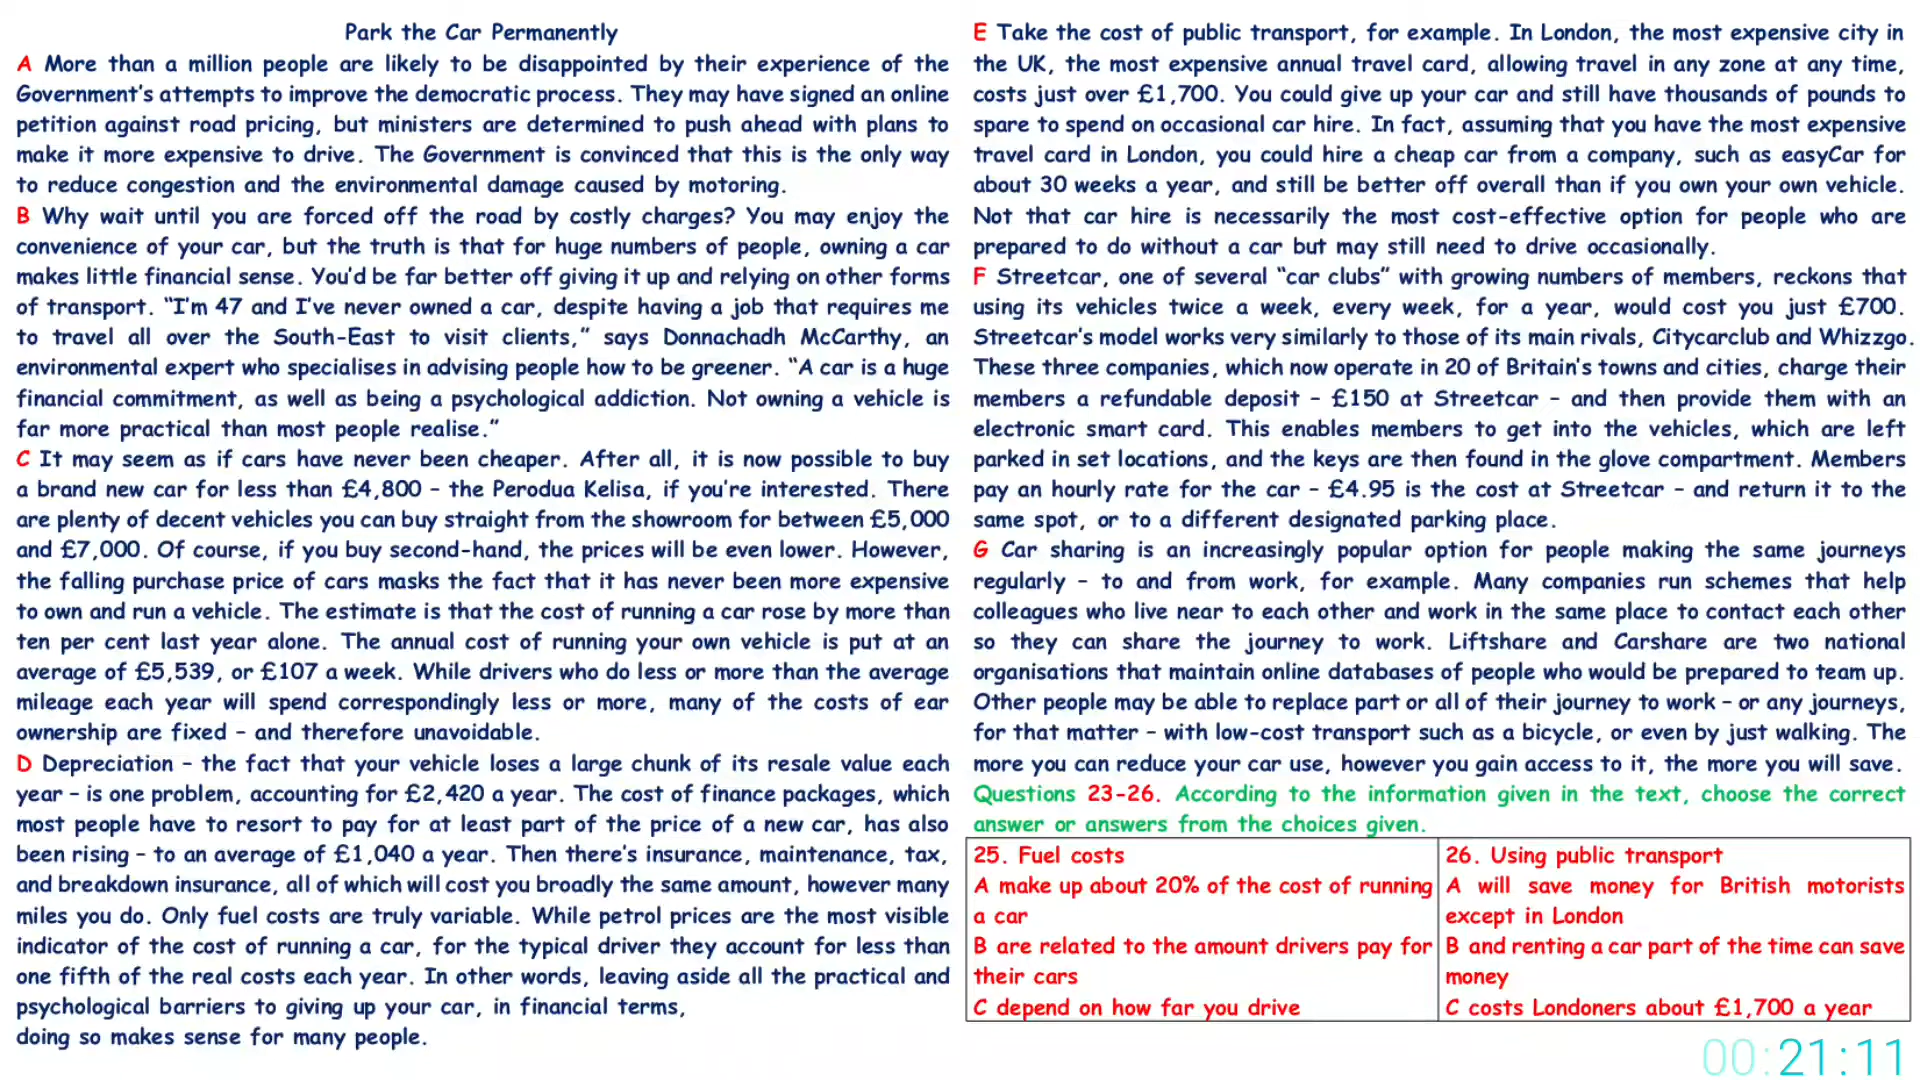 Park the Car Permanently
A More than a million people are likely to be disappointed by their experience of the
Government's attempts to improve the democratic process. They may have signed an online
petition against road pricing, but ministers are determined to push ahead with plans to
make it more expensive to drive. The Government is convinced that this is the only way
to reduce congestion and the environmental damage caused by motoring.
B Why wait until you are forced off the road by costly charges? You may enjoy the
convenience of your car, but the truth is that for huge numbers of people, owning a car
makes little financial sense. You'd be far better off giving it up and relying on other forms
of transport. "I'm 47 and I've never owned a car, despite having a job that requires me
to travel all over the South-East to visit clients," says Donnachadh McCarthy, an
environmental expert who specialises in advising people how to be greener. "A car is a huge
financial commitment, as well as being a psychological addiction. Not owning a vehicle is
far more practical than most people realise."
C It may seem as if cars have never been cheaper. After all, it is now possible to buy
a brand new car for less than £4,800 – the Perodua Kelisa, if you're interested. There
are plenty of decent vehicles you can buy straight from the showroom for between £5,000
and £7,000. Of course, if you buy second-hand, the prices will be even lower. However,
the falling purchase price of cars masks the fact that it has never been more expensive
to own and run a vehicle. The estimate is that the cost of running a car rose by more than
ten per cent last year alone. The annual cost of running your own vehicle is put at an
average of £5,539, or £107 a week. While drivers who do less or more than the average
mileage each year will spend correspondingly less or more, many of the costs of ear
ownership are fixed – and therefore unavoidable.
D Depreciation – the fact that your vehicle loses a large chunk of its resale value each
year – is one problem, accounting for £2,420 a year. The cost of finance packages, which
most people have to resort to pay for at least part of the price of a new car, has also
been rising – to an average of £1,040 a year. Then there's insurance, maintenance, tax,
and breakdown insurance, all of which will cost you broadly the same amount, however many
miles you do. Only fuel costs are truly variable. While petrol prices are the most visible
indicator of the cost of running a car, for the typical driver they account for less than
one fifth of the real costs each year. In other words, leaving aside all the practical and
psychological barriers to giving up your car, in financial terms,
doing so makes sense for many people.
E Take the cost of public transport, for example. In London, the most expensive city in
the UK, the most expensive annual travel card, allowing travel in any zone at any time,
costs just over £1,700. You could give up your car and still have thousands of pounds to
spare to spend on occasional car hire. In fact, assuming that you have the most expensive
travel card in London, you could hire a cheap car from a company, such as easyCar for
about 30 weeks a year, and still be better off overall than if you own your own vehicle.
Not that car hire is necessarily the most cost-effective option for people who are
prepared to do without a car but may still need to drive occasionally.
F Streetcar, one of several "car clubs" with growing numbers of members, reckons that
using its vehicles twice a week, every week, for a year, would cost you just £700.
Streetcar's model works very similarly to those of its main rivals, Citycarclub and Whizzgo.
These three companies, which now operate in 20 of Britain's towns and cities, charge their
members a refundable deposit – £150 at Streetcar – and then provide them with an
electronic smart card. This enables members to get into the vehicles, which are left
parked in set locations, and the keys are then found in the glove compartment. Members
pay an hourly rate for the car – £4.95 is the cost at Streetcar – and return it to the
same spot, or to a different designated parking place.
G Car sharing is an increasingly popular option for people making the same journeys
regularly – to and from work, for example. Many companies run schemes that help
colleagues who live near to each other and work in the same place to contact each other
so they can share the journey to work. Liftshare and Carshare are two national
organisations that maintain online databases of people who would be prepared to team up.
Other people may be able to replace part or all of their journey to work – or any journeys,
for that matter – with low-cost transport such as a bicycle, or even by just walking. The
more you can reduce your car use, however you gain access to it, the more you will save.
Questions 23-26. According to the information given in the text, choose the correct
answer or answers from the choices given.
25. Fuel costs
A make up about 20% of the cost of running
a car
B are related to the amount drivers pay for
their cars
C depend on how far you drive
26. Using public transport
A will save money for British motorists
except in London
B and renting a car part of the time can save
money
C costs Londoners about £1,700 a year
00:21:11